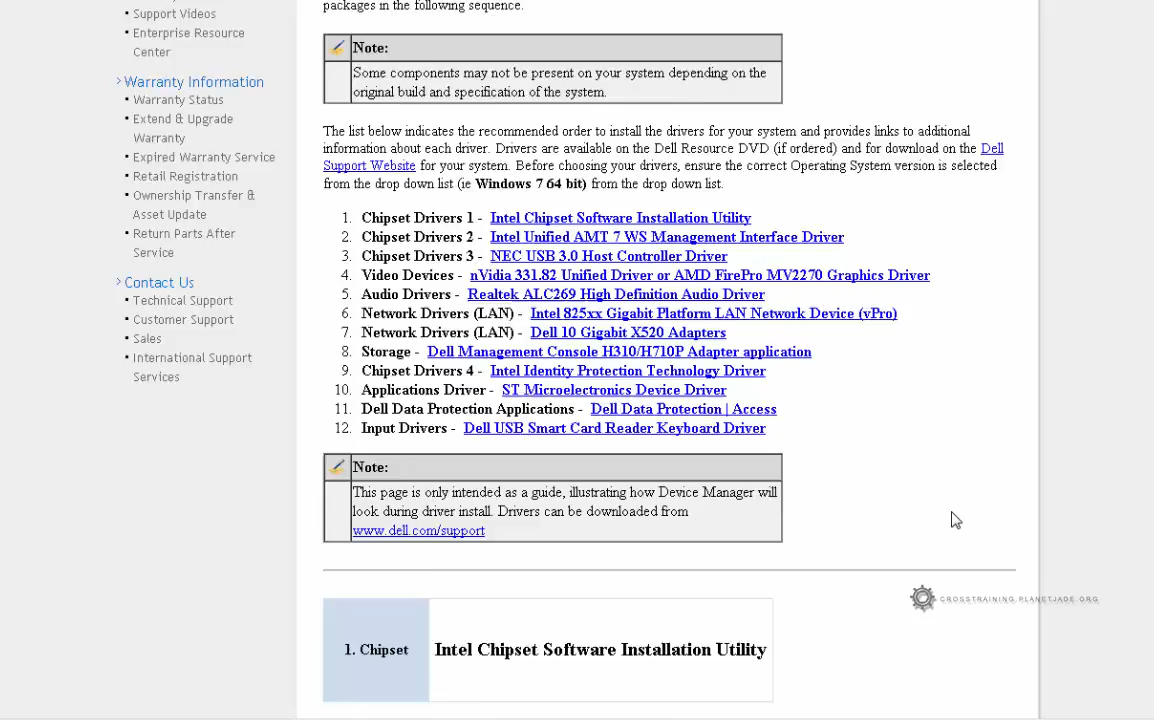 • Support Videos
• Enterprise Resource
Center
Warranty Information
• Warranty Status
• Extend & Upgrade
Warranty
• Expired Warranty Service
• Retail Registration
• Ownership Transfer &
Asset Update
• Return Parts After
Service
Contact Us
• Technical Support
• Customer Support
• Sales
• International Support
Services
packages in the following sequence.
Note:
Some components may not be present on your system depending on the
original build and specification of the system.
The list below indicates the recommended order to install the drivers for your system and provides links to additional
information about each driver. Drivers are available on the Dell Resource DVD (if ordered) and for download on the Dell
Support Website for your system. Before choosing your drivers, ensure the correct Operating System version is selected
from the drop down list (ie Windows 7 64 bit) from the drop down list.
1. Chipset Drivers 1 - Intel Chipset Software Installation Utility
2. Chipset Drivers 2 - Intel Unified AMT 7 WS Management Interface Driver
3. Chipset Drivers 3 - NEC USB 3.0 Host Controller Driver
4. Video Devices - nVidia 331.82 Unified Driver or AMD FirePro MV2270 Graphics Driver
5. Audio Drivers - Realtek ALC269 High Definition Audio Driver
6. Network Drivers (LAN) - Intel 825xx Gigabit Platform LAN Network Device (vPro)
7. Network Drivers (LAN) - Dell 10 Gigabit X520 Adapters
8. Storage - Dell Management Console H310/H710P Adapter application
9. Chipset Drivers 4 - Intel Identity Protection Technology Driver
10. Applications Driver - ST Microelectronics Device Driver
11. Dell Data Protection Applications - Dell Data Protection | Access
12. Input Drivers - Dell USB Smart Card Reader Keyboard Driver
Note:
This page is only intended as a guide, illustrating how Device Manager will
look during driver install. Drivers can be downloaded from
www.dell.com/support
CROSSTRAINING.PLANETJADE.ORG
1. Chipset
Intel Chipset Software Installation Utility